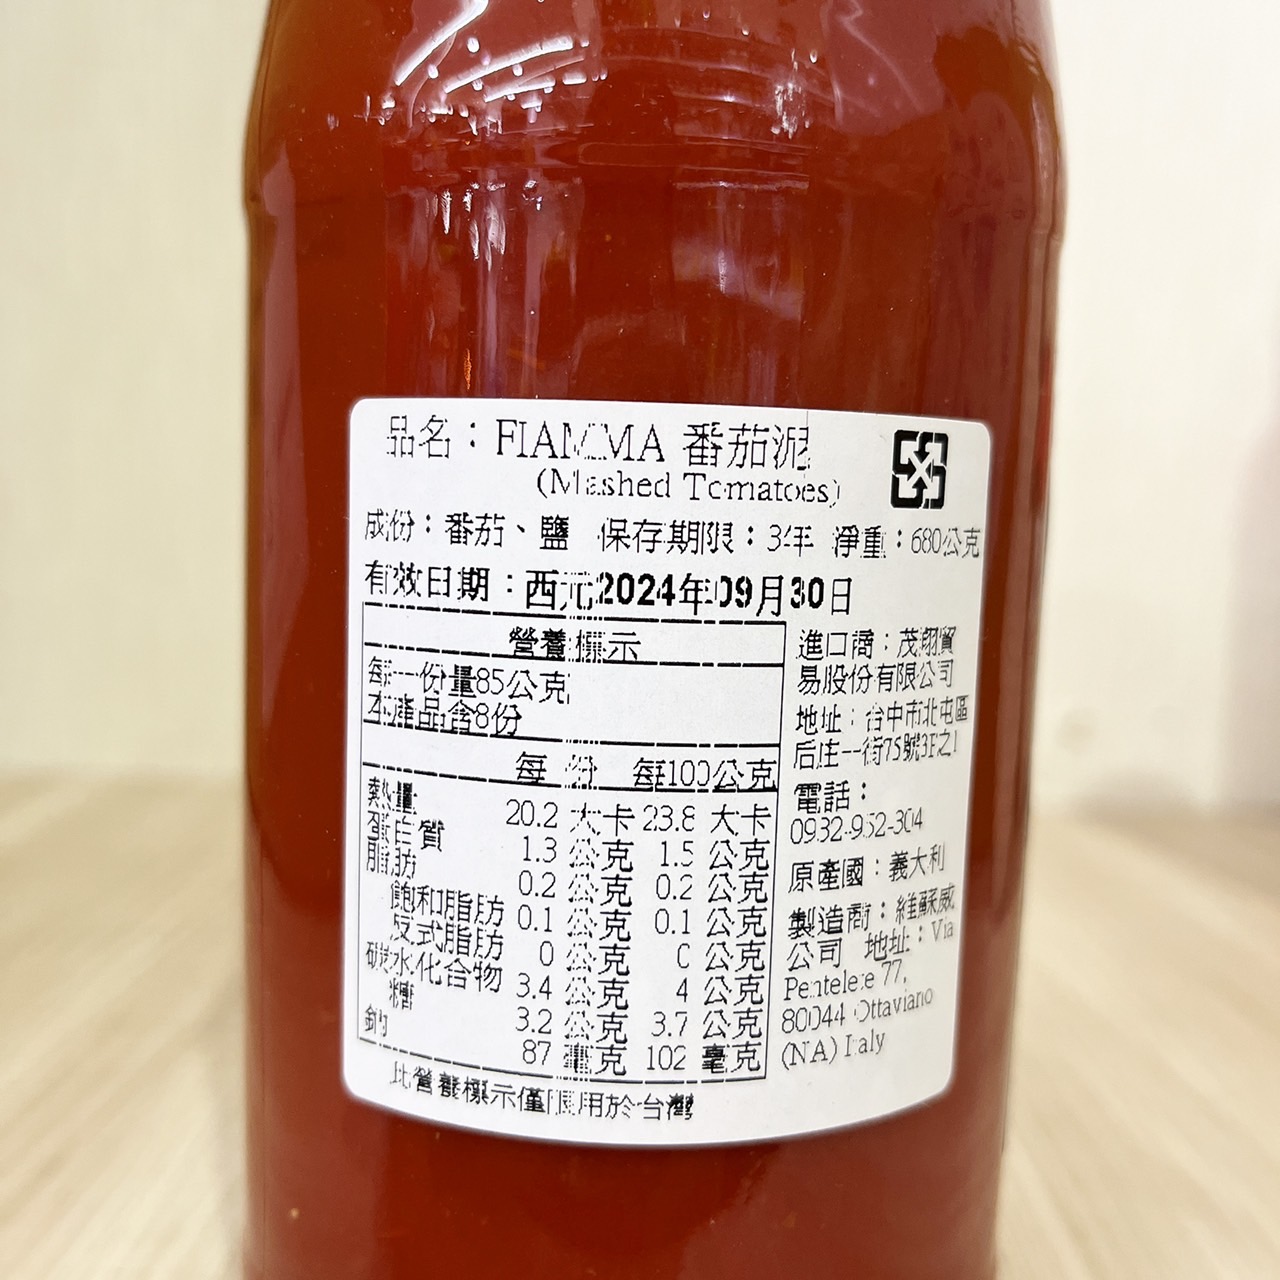 品名：FIAMMA 番茄泥
(Mashed Tomatoes)
成份：番茄、鹽 保存期限：3年 淨重：680公克
有效日期：西元2024年09月30日
營養標示
每一份量85公克
本產品含8份
每 份 每100公克
熱量 20.2 大卡 23.8 大卡
蛋白質 1.3 公克 1.5 公克
脂肪 0.2 公克 0.2 公克
飽和脂肪 0.1 公克 0.1 公克
反式脂肪 0 公克 0 公克
碳水化合物 3.4 公克 4 公克
糖 3.2 公克 3.7 公克
鈉 87 毫克 102 毫克
此營養標示僅限用於台灣
進口商：茂翔貿
易股份有限公司
地址：台中市北屯區
后庄一街75號3F之1
電話：
0932-952-304
原產國：義大利
製造商：維蘇威
公司 地址：Via
Pentelete 77,
80044 Ottaviano
(NA) Italy